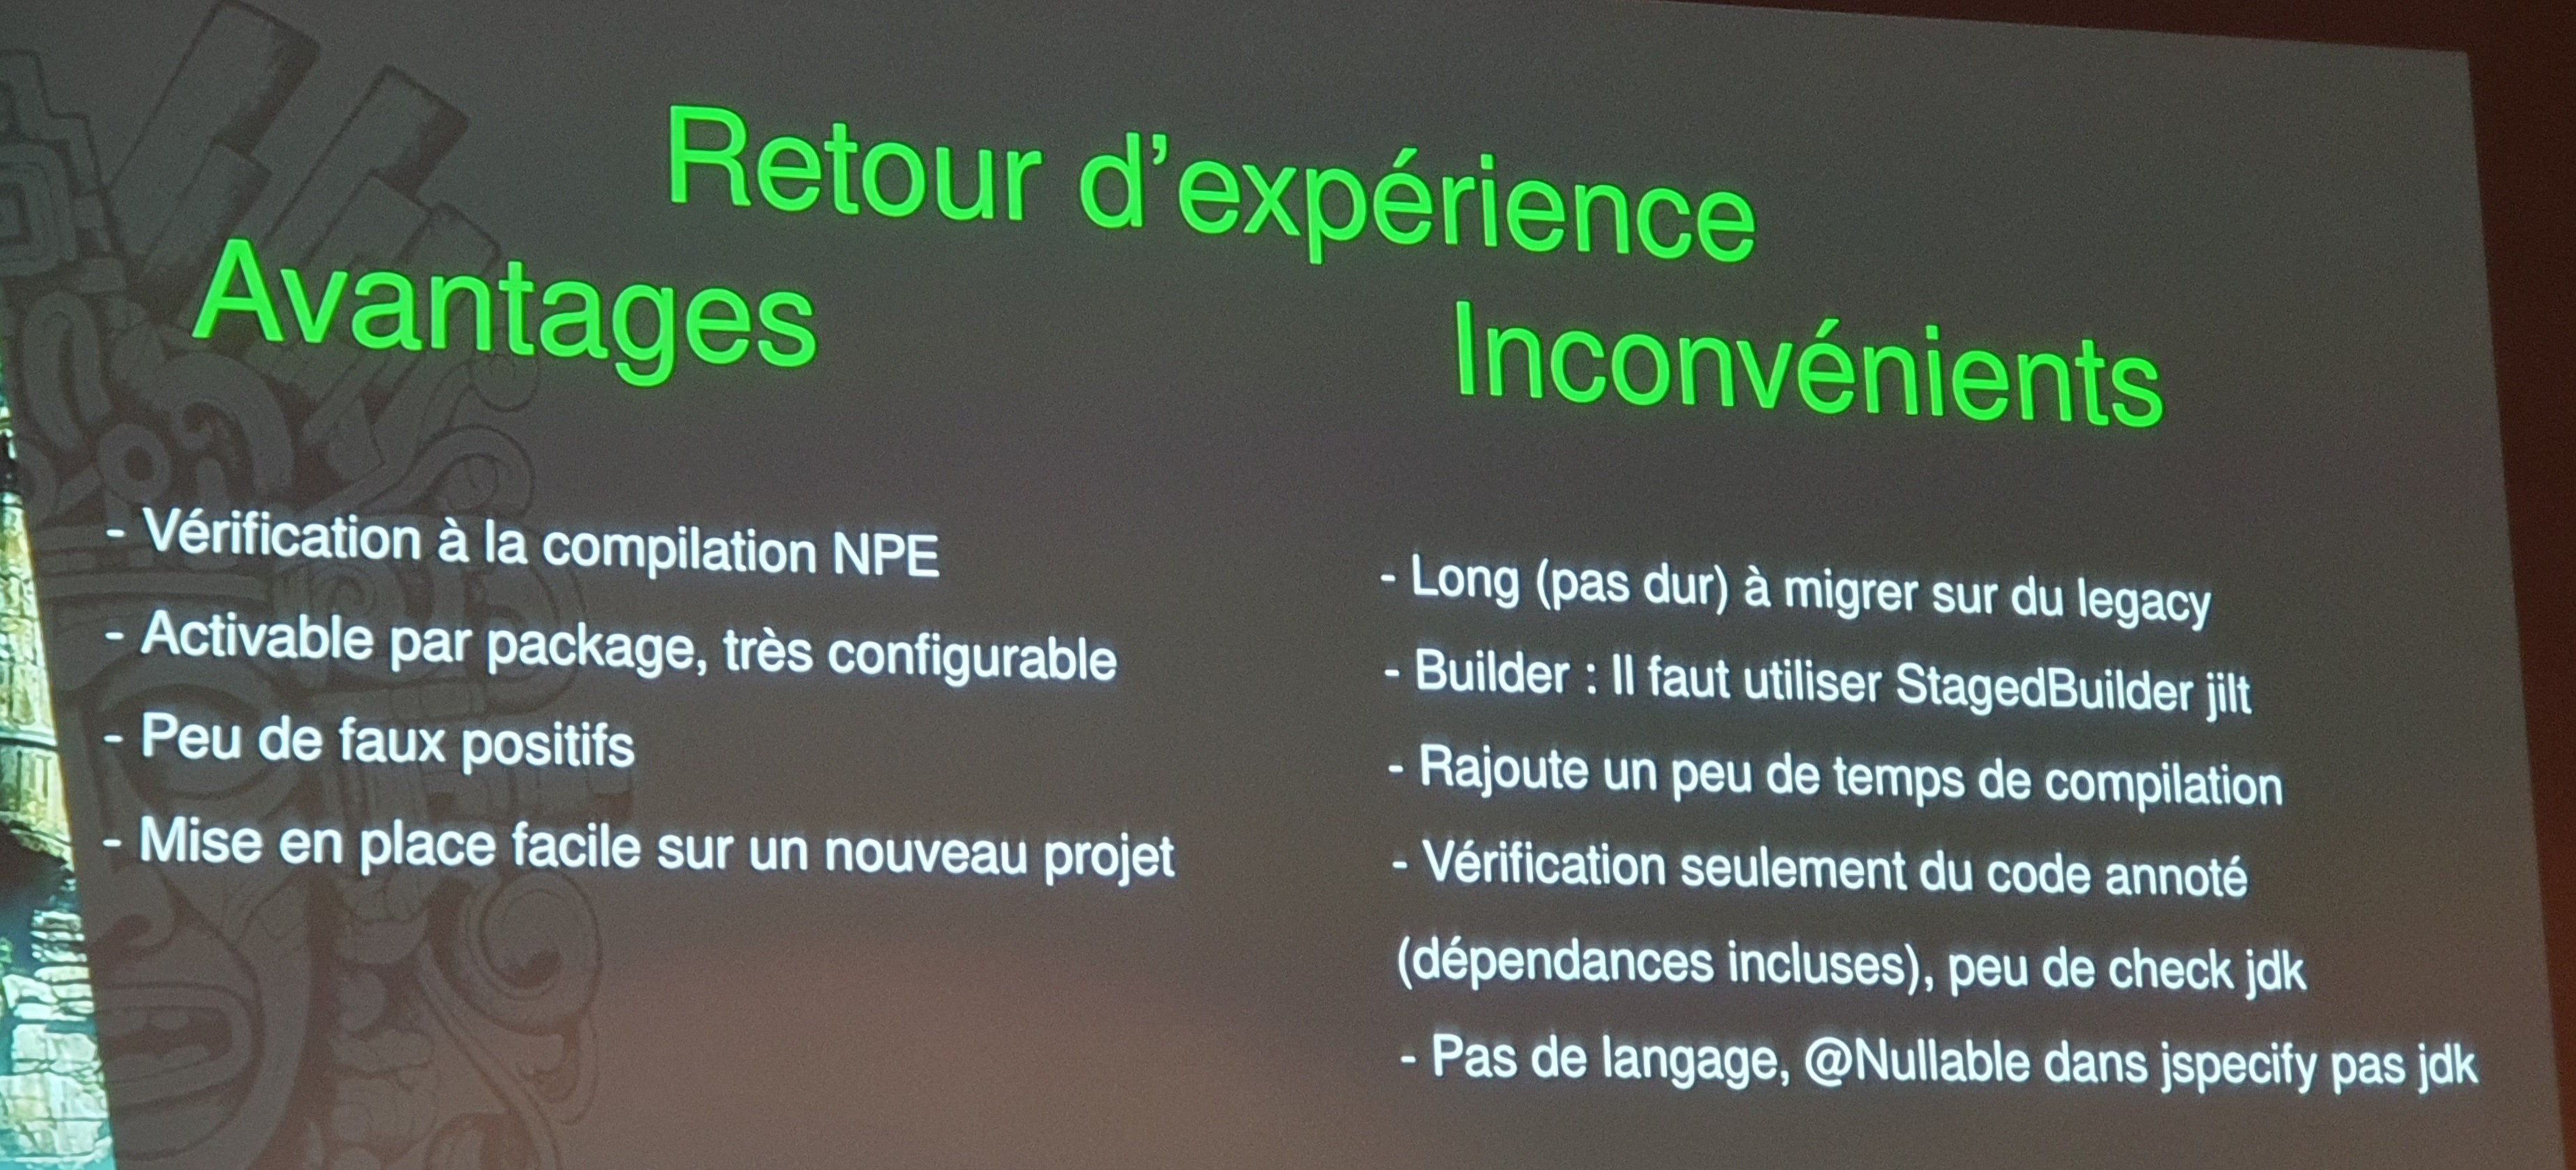 Retour d'expérience
Avantages
- Vérification à la compilation NPE
- Activable par package, très configurable
- Peu de faux positifs
- Mise en place facile sur un nouveau projet
Inconvénients
- Long (pas dur) à migrer sur du legacy
- Builder : Il faut utiliser StagedBuilder jilt
- Rajoute un peu de temps de compilation
- Vérification seulement du code annoté
(dépendances incluses), peu de check jdk
- Pas de langage, @Nullable dans jspecify pas jdk